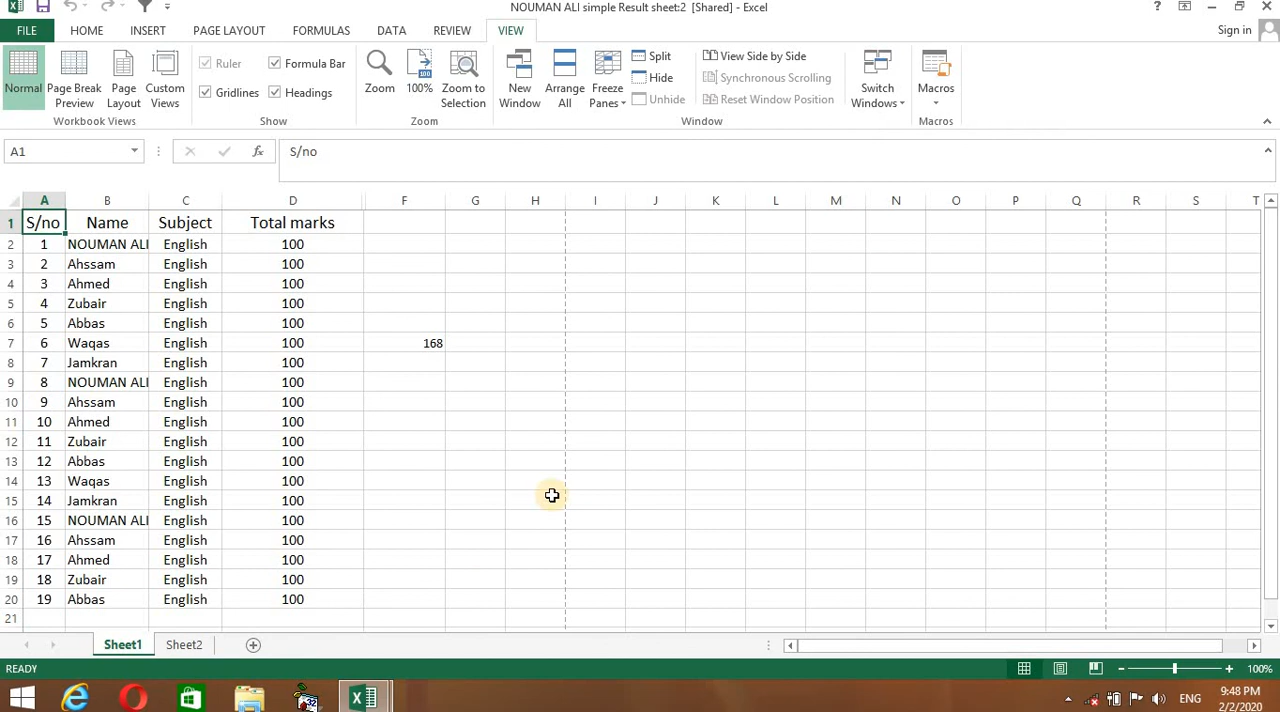 NOUMAN ALI simple Result sheet:2 [Shared] - Excel
FILE HOME INSERT PAGE LAYOUT FORMULAS DATA REVIEW VIEW Sign in
Normal
Page Break Preview
Page Layout
Custom Views
Workbook Views
Ruler
Formula Bar
Gridlines
Headings
Show
Zoom
100%
Zoom to Selection
Zoom
New Window
Arrange All
Freeze Panes
Split
Hide
Unhide
View Side by Side
Synchronous Scrolling
Reset Window Position
Window
Switch Windows
Macros
Macros
A1 fx S/no
A B C D F G H I J K L M N O P Q R S T
1 S/no Name Subject Total marks
2 1 NOUMAN ALI English 100
3 2 Ahssam English 100
4 3 Ahmed English 100
5 4 Zubair English 100
6 5 Abbas English 100
7 6 Waqas English 100 168
8 7 Jamkran English 100
9 8 NOUMAN ALI English 100
10 9 Ahssam English 100
11 10 Ahmed English 100
12 11 Zubair English 100
13 12 Abbas English 100
14 13 Waqas English 100
15 14 Jamkran English 100
16 15 NOUMAN ALI English 100
17 16 Ahssam English 100
18 17 Ahmed English 100
19 18 Zubair English 100
20 19 Abbas English 100
21
Sheet1 Sheet2
READY 100%
32 ENG 9:48 PM
2/2/2020